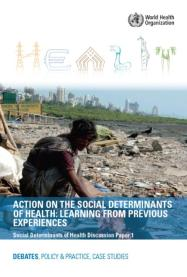 World Health
Organization
HEALTH
ACTION ON THE SOCIAL DETERMINANTS
OF HEALTH: LEARNING FROM PREVIOUS
EXPERIENCES
Social Determinants of Health Discussion Paper 1
DEBATES, POLICY & PRACTICE, CASE STUDIES